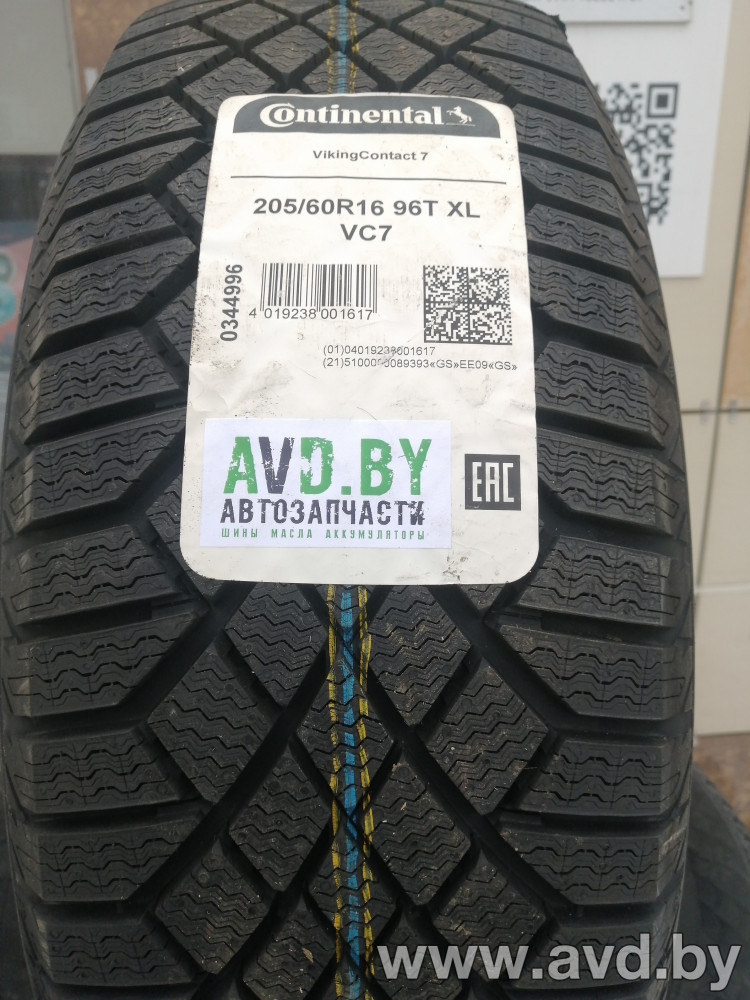 Continental
VikingContact 7
205/60R16 96T XL
VC7
0344996
4 019238 001617
(01)04019238001617
EAC
AVD.BY
АВТОЗАПЧАСТИ
ШИНЫ МАСЛА АККУМУЛЯТОРЫ
www.avd.by